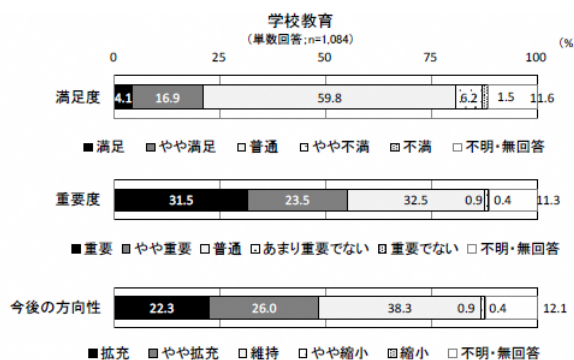 学校教育
（単数回答；n=1,084）
(%
0 25 50 75 100
満足度 4.1 16.9 59.8 6.2 1.5 11.6
■満足 ■やや満足 □普通 □やや不満 □不満 □不明・無回答
重要度 31.5 23.5 32.5 0.9 0.4 11.3
■重要 ■やや重要 □普通 □あまり重要でない □重要でない □不明・無回答
今後の方向性 22.3 26.0 38.3 0.9 0.4 12.1
■拡充 ■やや拡充 □維持 □やや縮小 □縮小 □不明・無回答